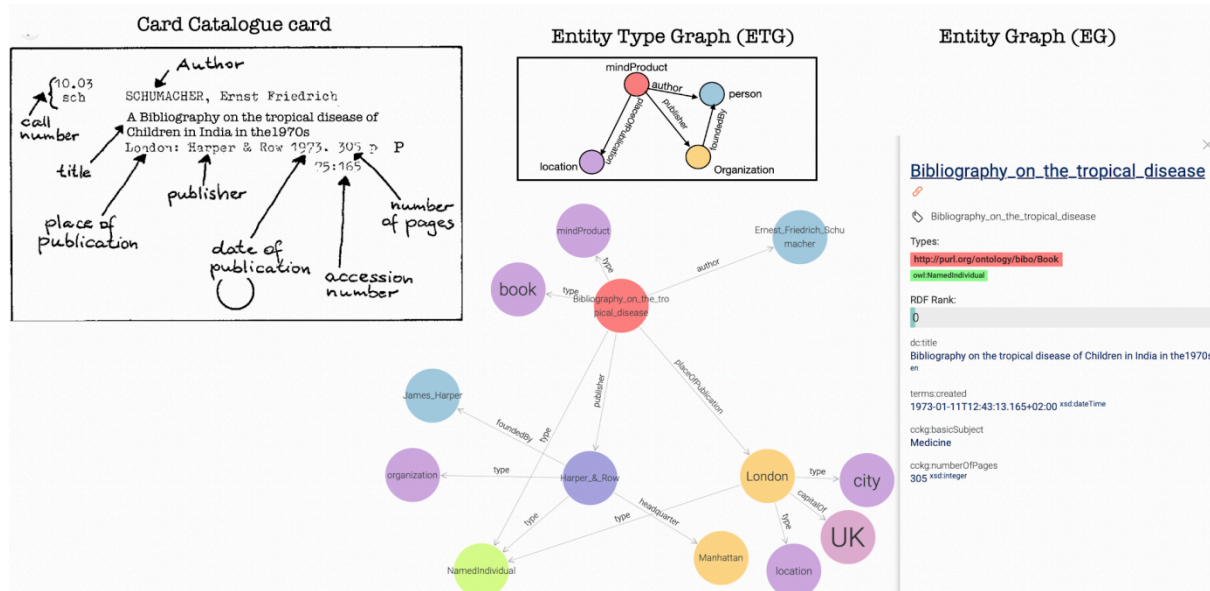 Card Catalogue card
Author
10.03
sch
SCHUMACHER, Ernst Friedrich
call
number
A Bibliography on the tropical disease of
Children in India in the1970s
London: Harper & Row 1973. 305 p P
75:165
title
publisher
place of
publication
date of
publication
accession
number
number
of pages
Entity Type Graph (ETG)
mindProduct
author
person
publisher
placeOfPublication
foundedBy
location
Organization
mindProduct
Ernest_Friedrich_Schu
macher
type
author
book
type
Bibliography_on_the_tro
pical_disease
James_Harper
publisher
placeOfPublication
foundedBy
type
organization
type
Harper_&_Row
London
type
city
type
headquarter
type
capitalOf
type
UK
NamedIndividual
Manhattan
location
Entity Graph (EG)
Bibliography_on_the_tropical_disease
Bibliography_on_the_tropical_disease
Types:
http://purl.org/ontology/bibo/Book
owl:NamedIndividual
RDF Rank:
0
dc:title
Bibliography on the tropical disease of Children in India in the1970s
en
terms:created
1973-01-11T12:43:13.165+02:00 xsd:dateTime
cckg:basicSubject
Medicine
cckg:numberOfPages
305 xsd:integer